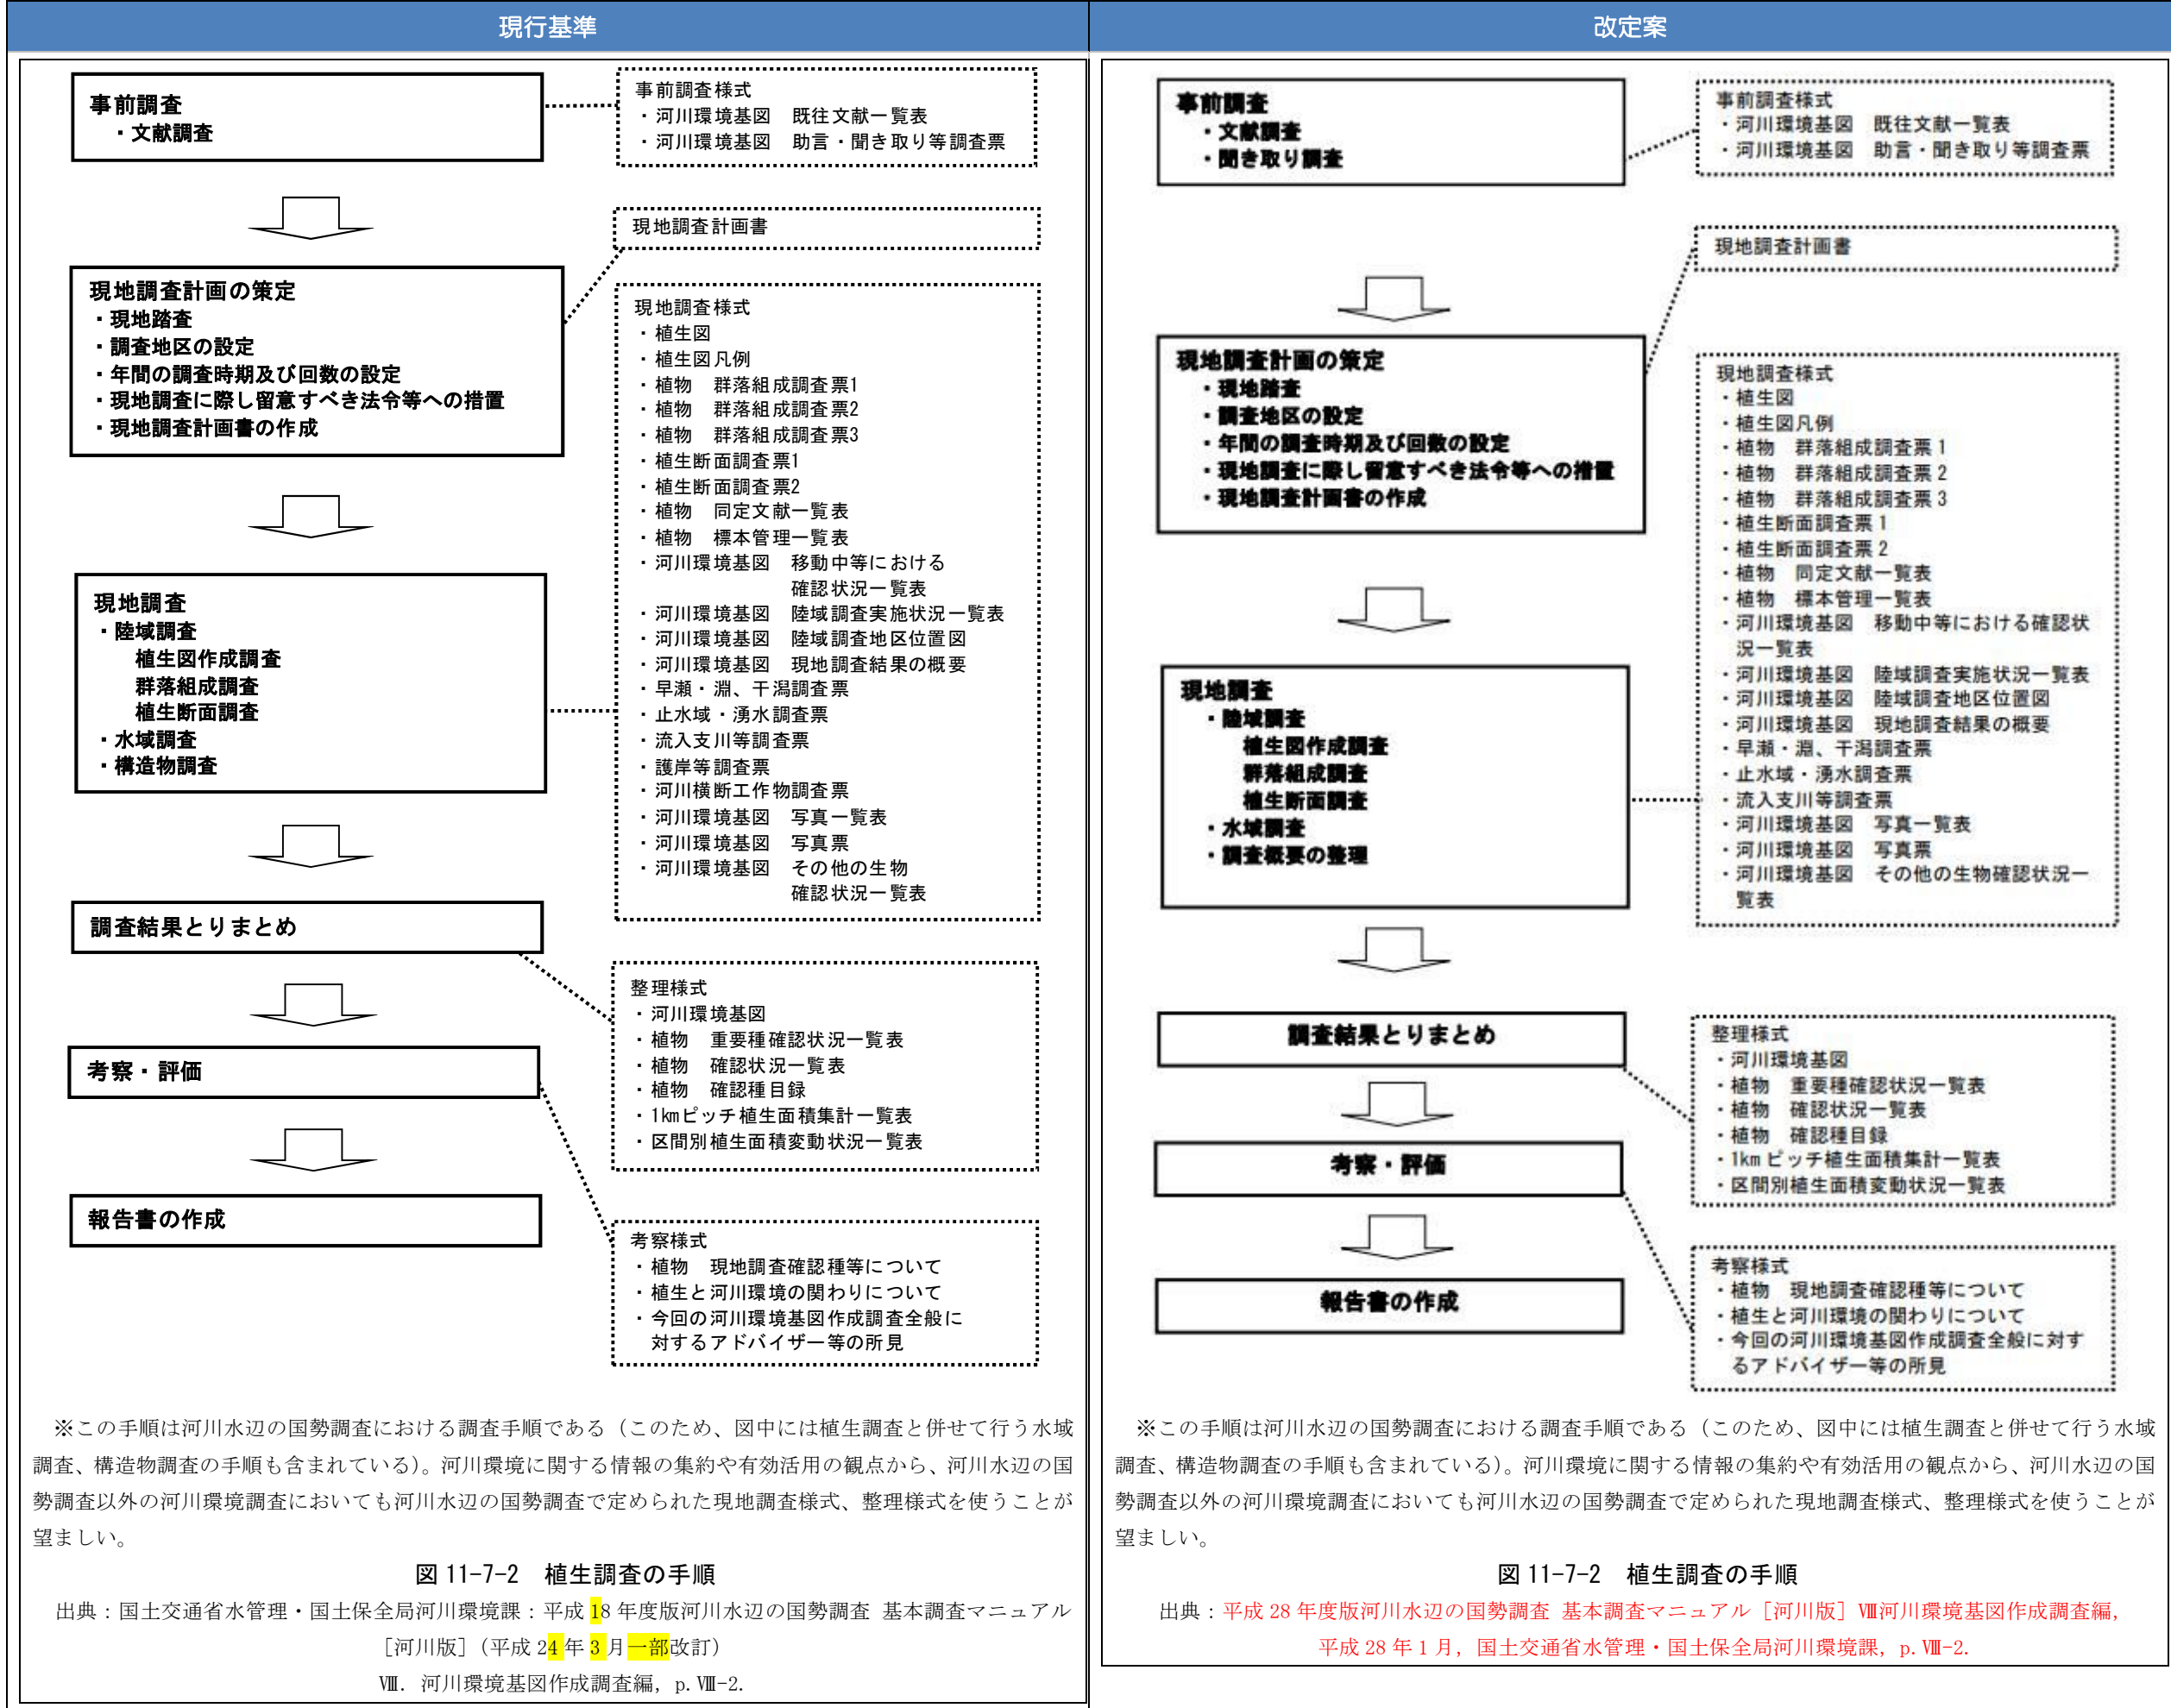 現行基準
事前調査
・文献調査
事前調査様式
・河川環境基図　既往文献一覧表
・河川環境基図　助言・聞き取り等調査票
現地調査計画書
現地調査計画の策定
・現地踏査
・調査地区の設定
・年間の調査時期及び回数の設定
・現地調査に際し留意すべき法令等への措置
・現地調査計画書の作成
現地調査様式
・植生図
・植生図凡例
・植物　群落組成調査票1
・植物　群落組成調査票2
・植物　群落組成調査票3
・植生断面調査票1
・植生断面調査票2
・植物　同定文献一覧表
・植物　標本管理一覧表
・河川環境基図　移動中等における
確認状況一覧表
・河川環境基図　陸域調査実施状況一覧表
・河川環境基図　陸域調査地区位置図
・河川環境基図　現地調査結果の概要
・早瀬・淵、干潟調査票
・止水域・湧水調査票
・流入支川等調査票
・護岸等調査票
・河川横断工作物調査票
・河川環境基図　写真一覧表
・河川環境基図　写真票
・河川環境基図　その他の生物
確認状況一覧表
現地調査
・陸域調査
植生図作成調査
群落組成調査
植生断面調査
・水域調査
・構造物調査
調査結果とりまとめ
整理様式
・河川環境基図
・植物　重要種確認状況一覧表
・植物　確認状況一覧表
・植物　確認種目録
・1kmピッチ植生面積集計一覧表
・区間別植生面積変動状況一覧表
考察・評価
考察様式
・植物　現地調査確認種等について
・植生と河川環境の関わりについて
・今回の河川環境基図作成調査全般に
対するアドバイザー等の所見
報告書の作成
※この手順は河川水辺の国勢調査における調査手順である（このため、図中には植生調査と併せて行う水域
調査、構造物調査の手順も含まれている）。河川環境に関する情報の集約や有効活用の観点から、河川水辺の国
勢調査以外の河川環境調査においても河川水辺の国勢調査で定められた現地調査様式、整理様式を使うことが
望ましい。
図 11-7-2　植生調査の手順
出典：国土交通省水管理・国土保全局河川環境課：平成 18 年度版河川水辺の国勢調査 基本調査マニュアル
［河川版］（平成 24 年 3 月一部改訂）
Ⅷ. 河川環境基図作成調査編, p.Ⅷ-2.
改定案
事前調査
・文献調査
・聞き取り調査
事前調査様式
・河川環境基図　既往文献一覧表
・河川環境基図　助言・聞き取り等調査票
現地調査計画書
現地調査計画の策定
・現地踏査
・調査地区の設定
・年間の調査時期及び回数の設定
・現地調査に際し留意すべき法令等への措置
・現地調査計画書の作成
現地調査様式
・植生図
・植生図凡例
・植物　群落組成調査票 1
・植物　群落組成調査票 2
・植物　群落組成調査票 3
・植生断面調査票 1
・植生断面調査票 2
・植物　同定文献一覧表
・植物　標本管理一覧表
・河川環境基図　移動中等における確認状
況一覧表
・河川環境基図　陸域調査実施状況一覧表
・河川環境基図　陸域調査地区位置図
・河川環境基図　現地調査結果の概要
・早瀬・淵、干潟調査票
・止水域・湧水調査票
・流入支川等調査票
・河川環境基図　写真一覧表
・河川環境基図　写真票
・河川環境基図　その他の生物確認状況一
覧表
現地調査
・陸域調査
植生図作成調査
群落組成調査
植生断面調査
・水域調査
・調査概要の整理
調査結果とりまとめ
整理様式
・河川環境基図
・植物　重要種確認状況一覧表
・植物　確認状況一覧表
・植物　確認種目録
・1km ピッチ植生面積集計一覧表
・区間別植生面積変動状況一覧表
考察・評価
考察様式
・植物　現地調査確認種等について
・植生と河川環境の関わりについて
・今回の河川環境基図作成調査全般に対す
るアドバイザー等の所見
報告書の作成
※この手順は河川水辺の国勢調査における調査手順である（このため、図中には植生調査と併せて行う水域
調査、構造物調査の手順も含まれている）。河川環境に関する情報の集約や有効活用の観点から、河川水辺の国
勢調査以外の河川環境調査においても河川水辺の国勢調査で定められた現地調査様式、整理様式を使うことが
望ましい。
図 11-7-2　植生調査の手順
出典：平成 28 年度版河川水辺の国勢調査 基本調査マニュアル［河川版］Ⅷ河川環境基図作成調査編,
平成 28 年 1 月, 国土交通省水管理・国土保全局河川環境課, p.Ⅷ-2.